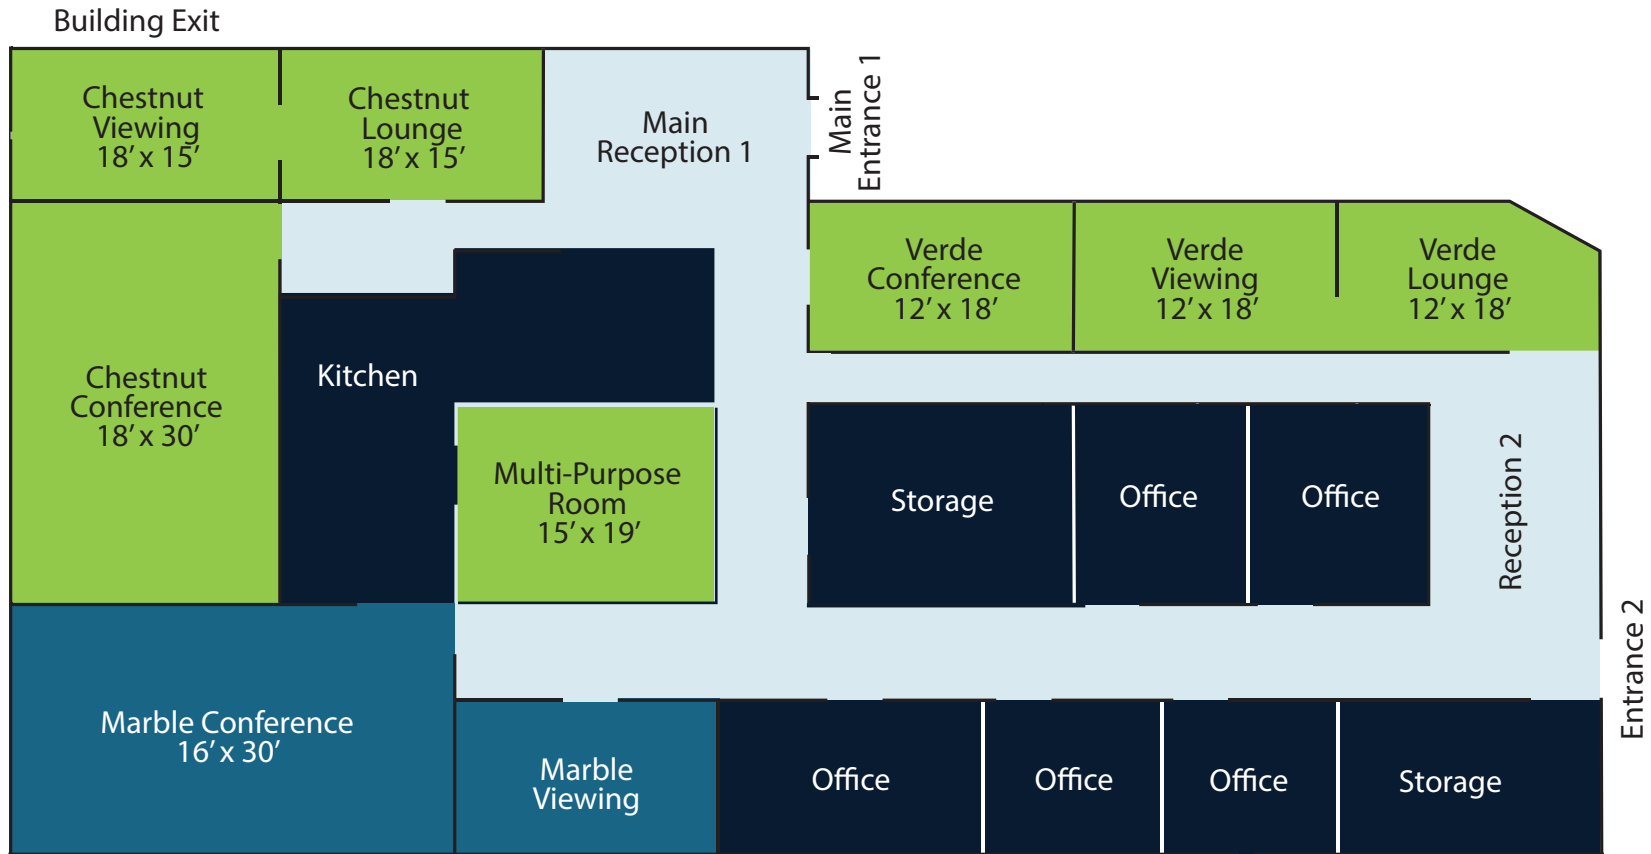 Building Exit
Chestnut
Viewing
18’ x 15’
Chestnut
Lounge
18’ x 15’
Main
Reception 1
Main
Entrance 1
Verde
Conference
12’ x 18’
Verde
Viewing
12’ x 18’
Verde
Lounge
12’ x 18’
Chestnut
Conference
18’ x 30’
Kitchen
Multi-Purpose
Room
15’ x 19’
Storage
Office
Office
Reception 2
Entrance 2
Marble Conference
16’ x 30’
Marble
Viewing
Office
Office
Office
Storage